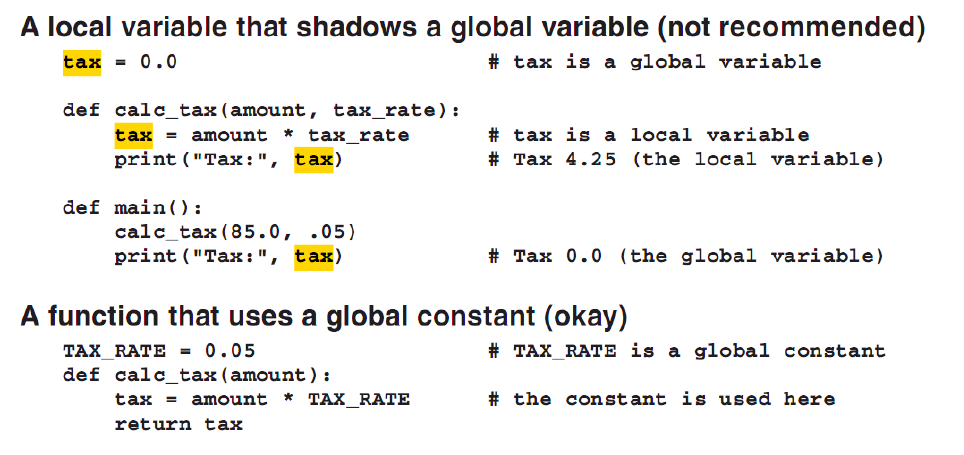 A local variable that shadows a global variable (not recommended)
tax = 0.0 # tax is a global variable
def calc_tax(amount, tax_rate):
tax = amount * tax_rate # tax is a local variable
print("Tax:", tax) # Tax 4.25 (the local variable)
def main():
calc_tax(85.0, .05)
print("Tax:", tax) # Tax 0.0 (the global variable)
A function that uses a global constant (okay)
TAX_RATE = 0.05 # TAX_RATE is a global constant
def calc_tax(amount):
tax = amount * TAX_RATE # the constant is used here
return tax